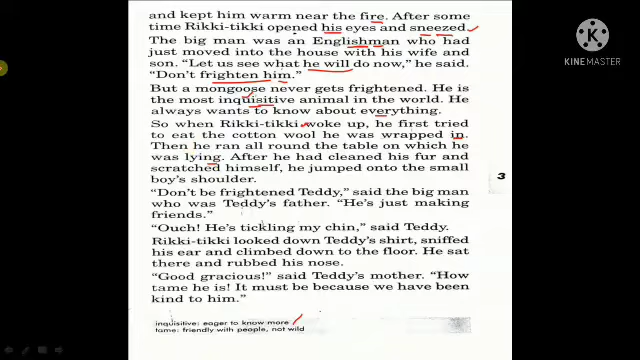 and kept him warm near the fire. After some
time Rikki-tikki opened his eyes and sneezed
The big man was an Englishman who had
just moved into the house with his wife and
son. "Let us see what he will do now," he said.
"Don't frighten him."
But a mongoose never gets frightened. He is
the most inquisitive animal in the world. He
always wants to know about everything.
So when Rikki-tikki woke up, he first tried
to eat the cotton wool he was wrapped in.
Then he ran all round the table on which he
was lying. After he had cleaned his fur and
scratched himself, he jumped onto the small
boy's shoulder.
"Don't be frightened Teddy," said the big man
who was Teddy's father. "He's just making
friends."
"Ouch! He's tickling my chin," said Teddy.
Rikki-tikki looked down Teddy's shirt, sniffed
his ear and climbed down to the floor. He sat
there and rubbed his nose.
"Good gracious!" said Teddy's mother. "How
tame he is! It must be because we have been
kind to him."
inquisitive: eager to know more
tame: friendly with people, not wild
3
KINEMASTER